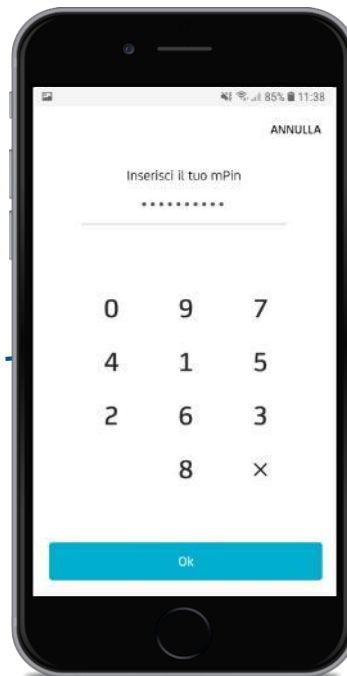 85% 11:38
ANNULLA
Inserisci il tuo mPin
••••••••••
0 9 7
4 1 5
2 6 3
8 ×
Ok